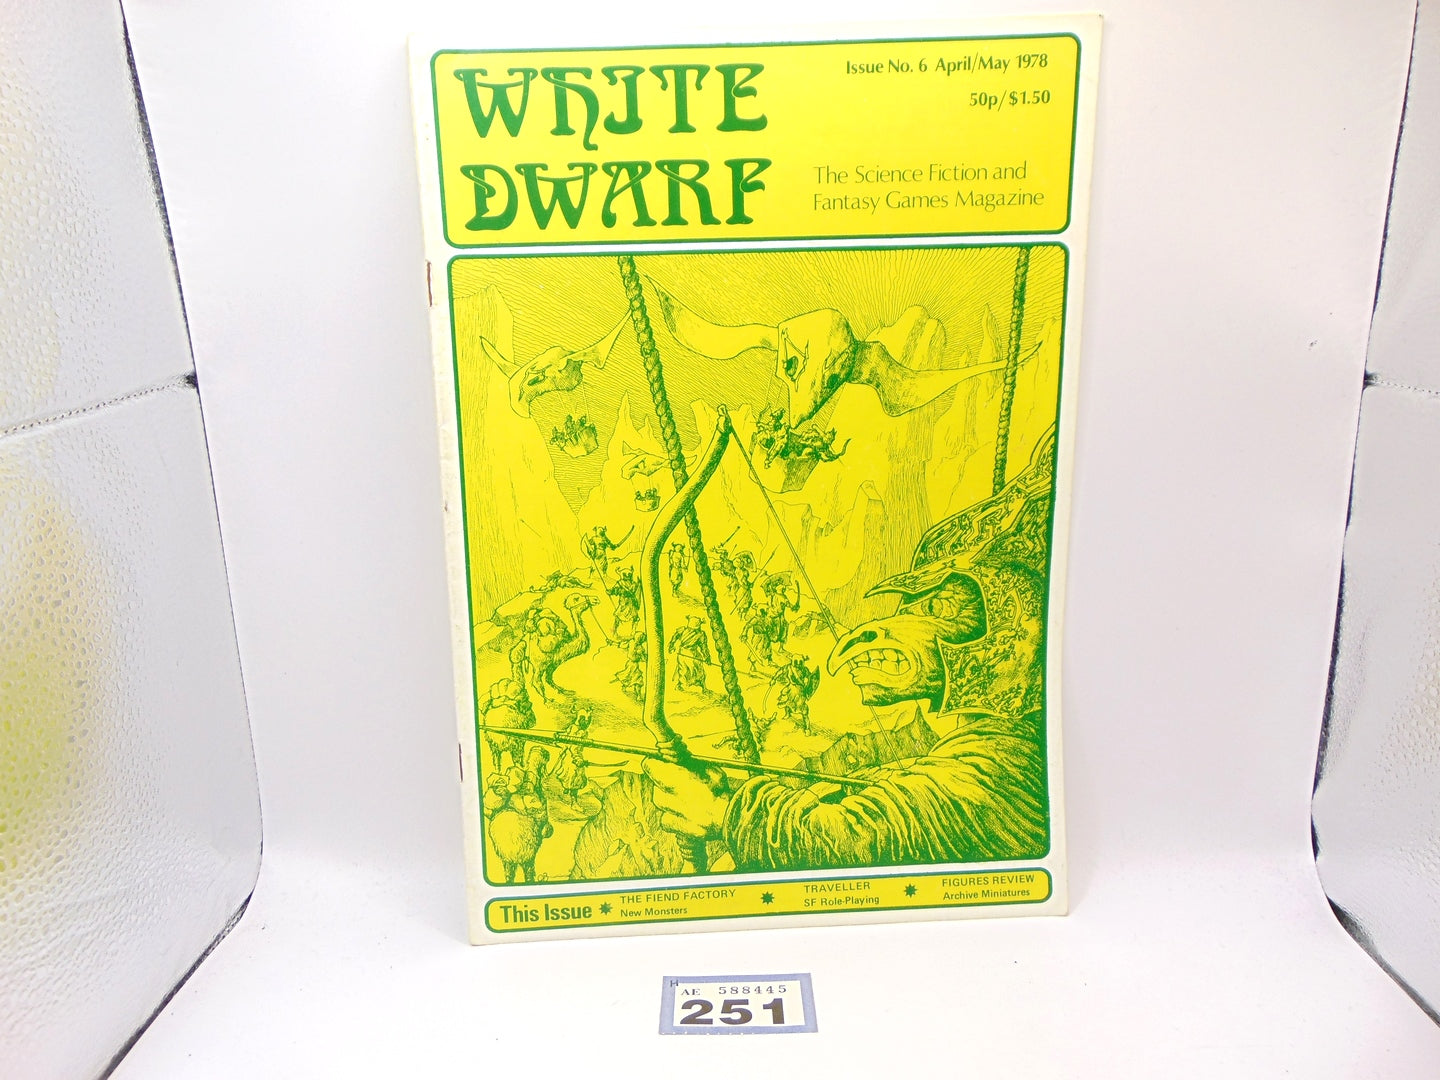 WHITE
DWARF
Issue No. 6 April/May 1978
50p/$1.50
The Science Fiction and
Fantasy Games Magazine
This Issue
THE FIEND FACTORY
New Monsters
TRAVELLER
SF Role-Playing
FIGURES REVIEW
Archive Miniatures
H
AE 588445
251